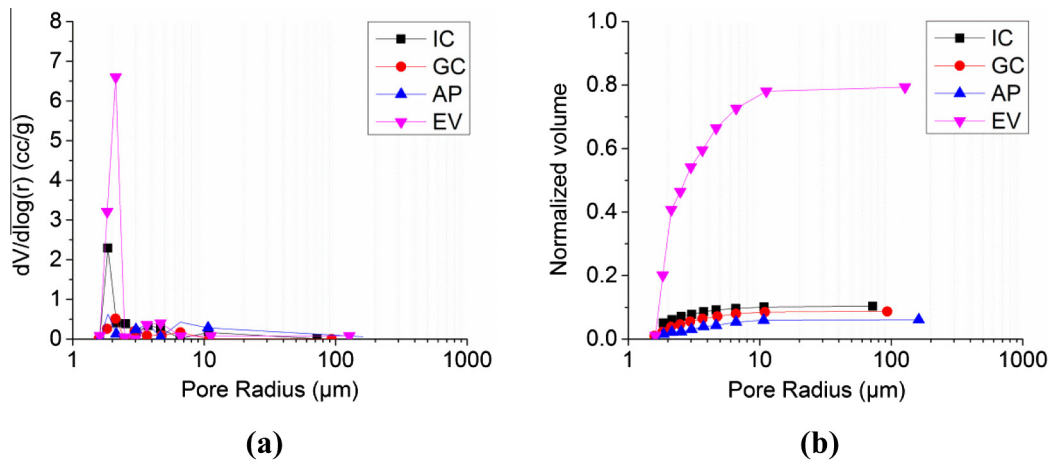 8
7
6
5
4
3
2
1
0
dV/dlog(r) (cc/g)
IC
GC
AP
EV
1 10 100 1000
Pore Radius (µm)
(a)
1.0
0.8
0.6
0.4
0.2
0.0
Normalized volume
IC
GC
AP
EV
1 10 100 1000
Pore Radius (µm)
(b)